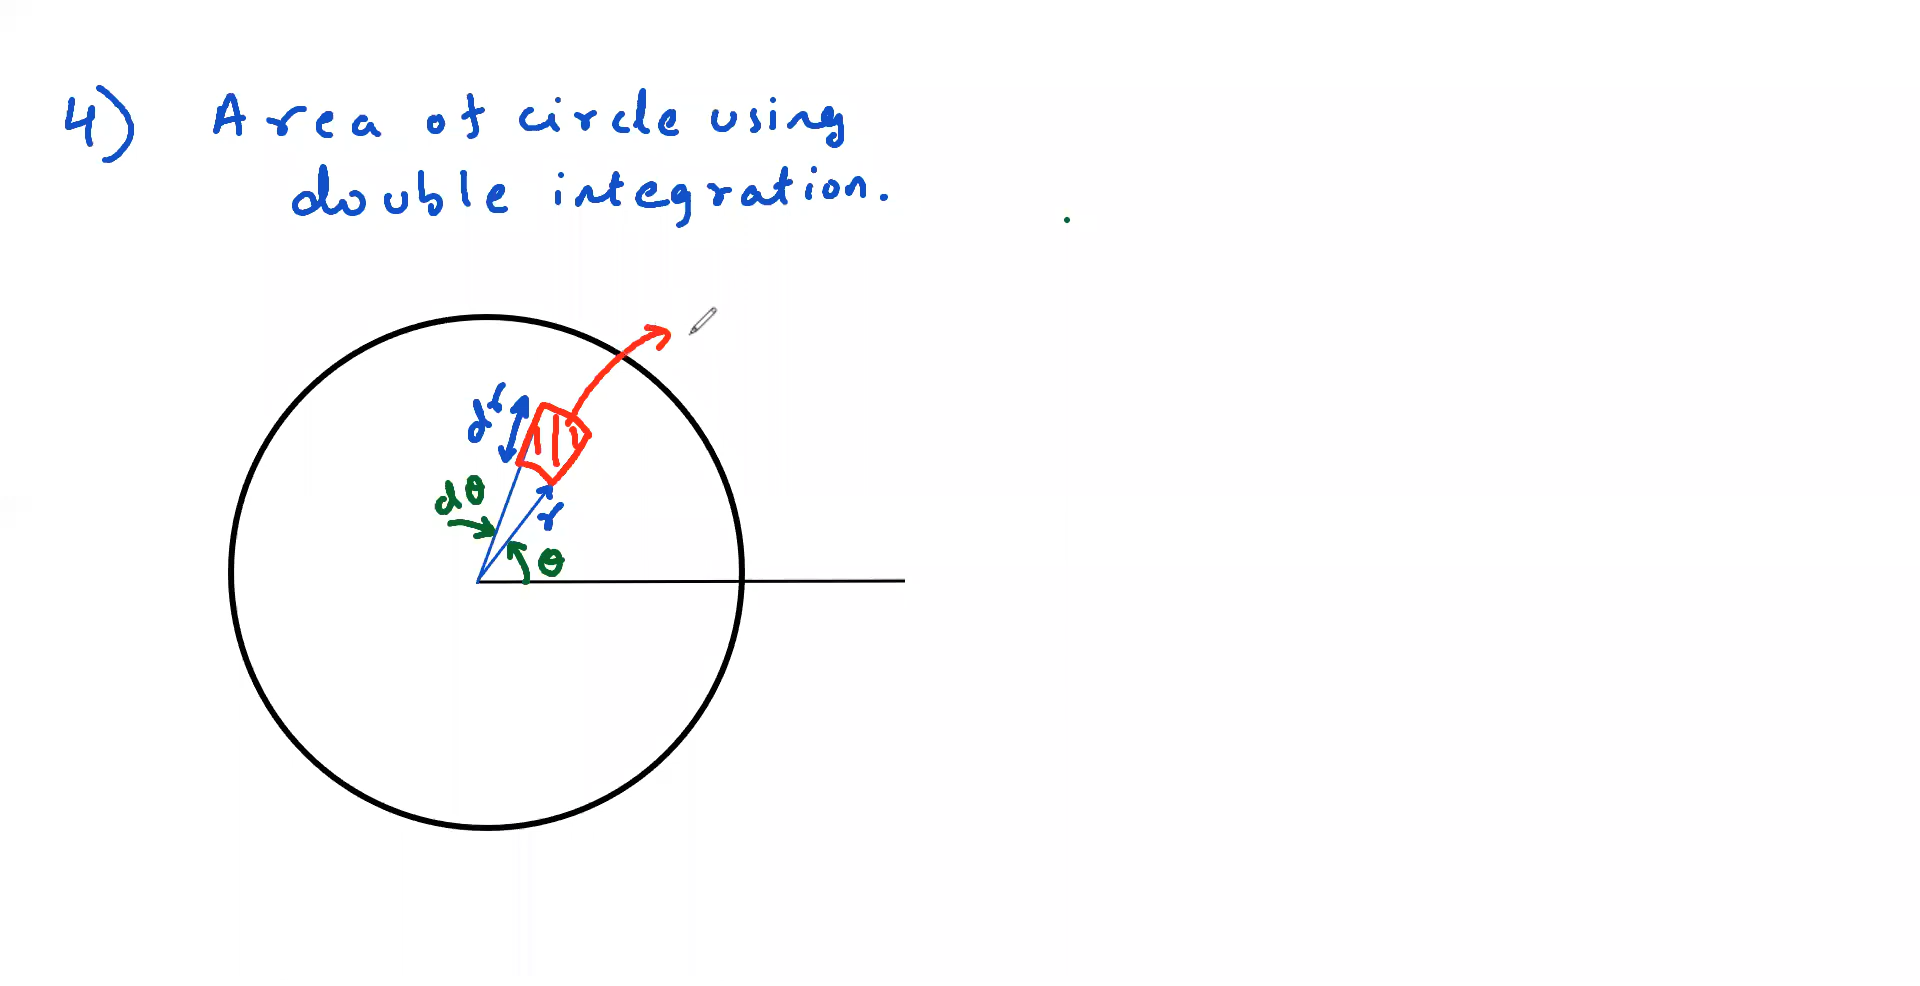 4) Area of circle using
double integration.
dr
dθ
r
θ